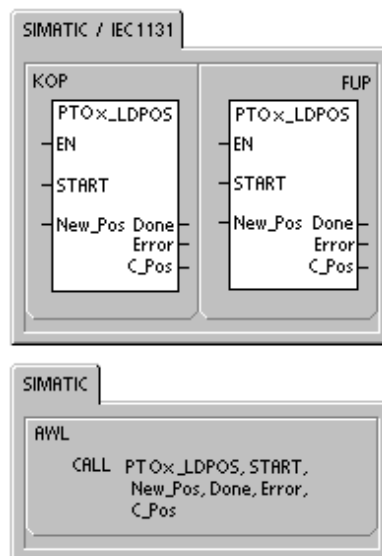 SIMATIC / IEC1131
KOP
FUP
PTOx_LDPOS
EN
START
New_Pos Done
Error
C_Pos
PTOx_LDPOS
EN
START
New_Pos Done
Error
C_Pos
SIMATIC
AWL
CALL PTOx_LDPOS, START,
New_Pos, Done, Error,
C_Pos